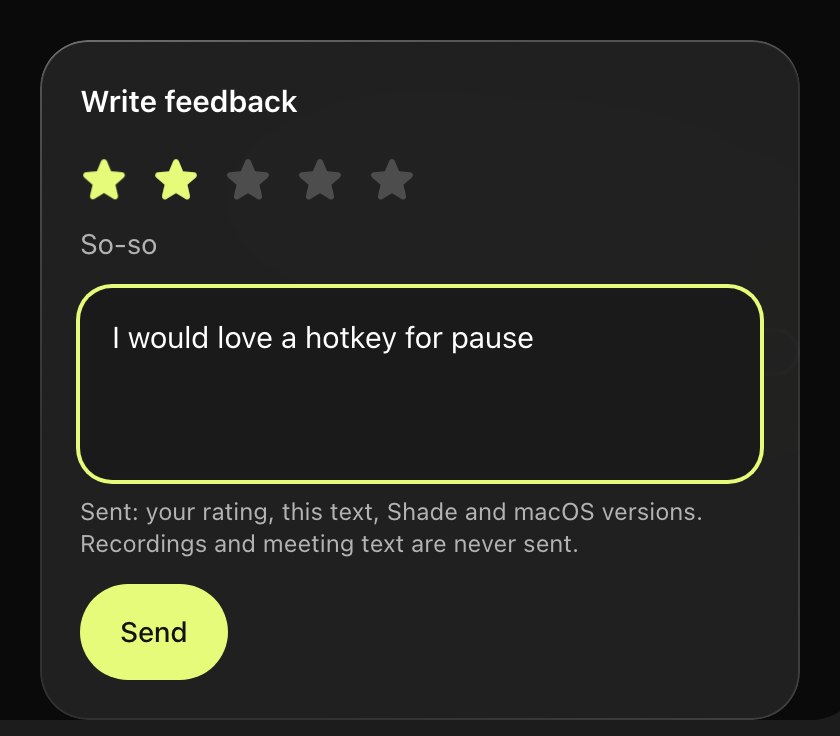 Write feedback
So-so
I would love a hotkey for pause
Sent: your rating, this text, Shade and macOS versions.
Recordings and meeting text are never sent.
Send